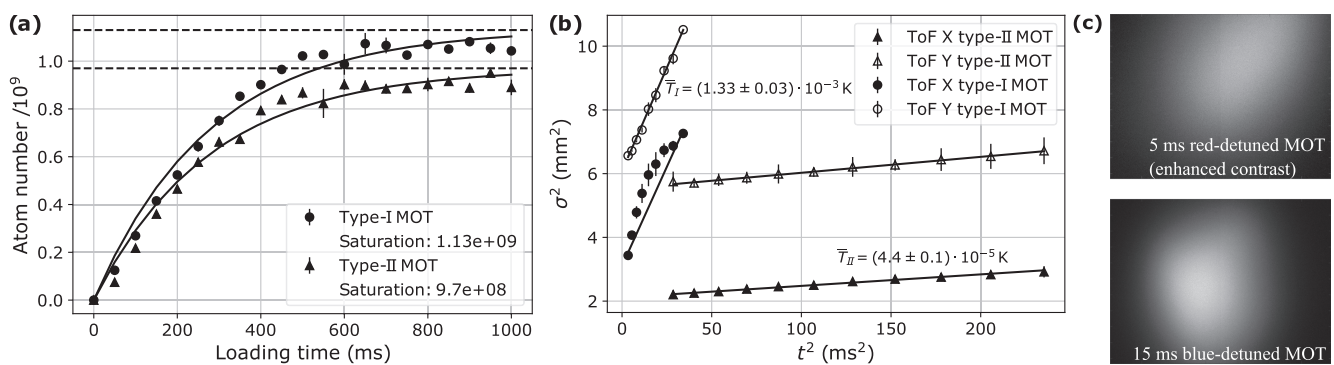 (a)
Atom number /10⁹
1.0
0.8
0.6
0.4
0.2
0.0
Type-I MOT
Saturation: 1.13e+09
Type-II MOT
Saturation: 9.7e+08
0 200 400 600 800 1000
Loading time (ms)
(b)
σ² (mm²)
10
8
6
4
2
ToF X type-II MOT
ToF Y type-II MOT
ToF X type-I MOT
ToF Y type-I MOT
T̅_I = (1.33 ± 0.03) · 10⁻³ K
T̅_II = (4.4 ± 0.1) · 10⁻⁵ K
0 50 100 150 200
t² (ms²)
(c)
5 ms red-detuned MOT
(enhanced contrast)
15 ms blue-detuned MOT